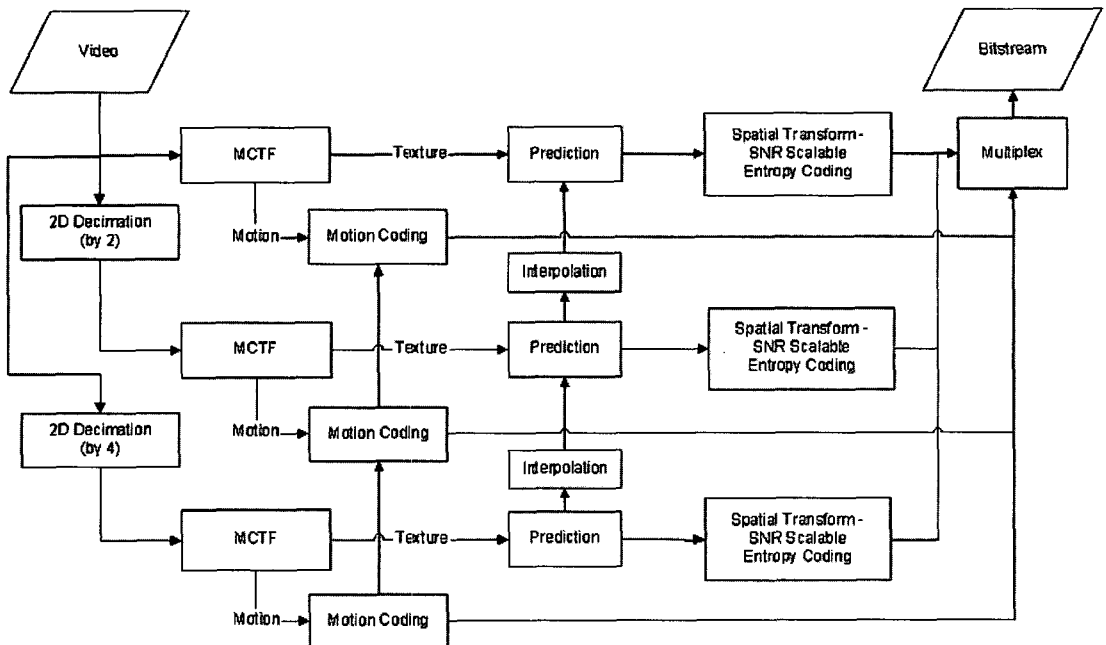 Video
Bitstream
MCTF
Texture
Prediction
Spatial Transform -
SNR Scalable
Entropy Coding
Multiplex
2D Decimation
(by 2)
Motion
Motion Coding
Interpolation
MCTF
Texture
Prediction
Spatial Transform -
SNR Scalable
Entropy Coding
2D Decimation
(by 4)
Motion
Motion Coding
Interpolation
MCTF
Texture
Prediction
Spatial Transform -
SNR Scalable
Entropy Coding
Motion
Motion Coding